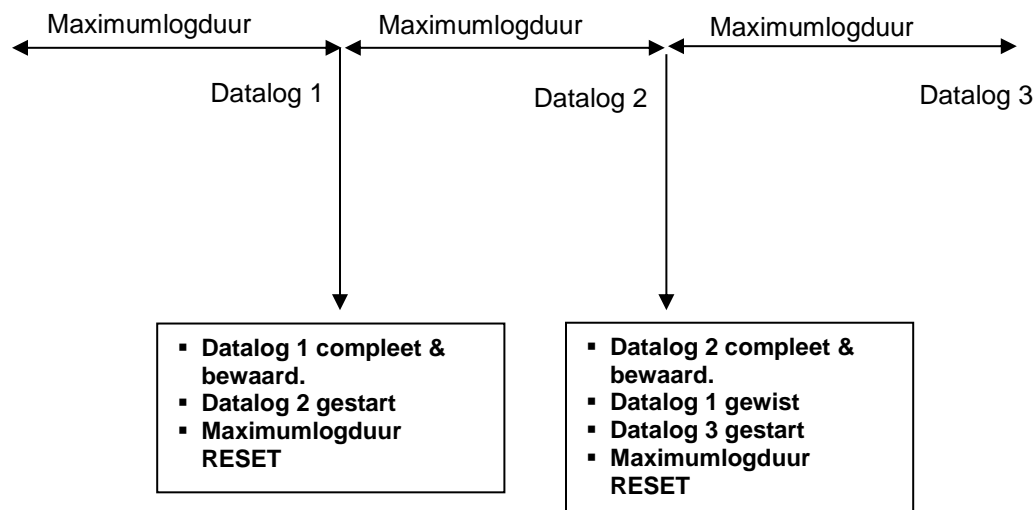 Maximumlogduur
Maximumlogduur
Maximumlogduur
Datalog 1
Datalog 2
Datalog 3
▪ Datalog 1 compleet &
bewaard.
▪ Datalog 2 gestart
▪ Maximumlogduur
RESET
▪ Datalog 2 compleet &
bewaard.
▪ Datalog 1 gewist
▪ Datalog 3 gestart
▪ Maximumlogduur
RESET